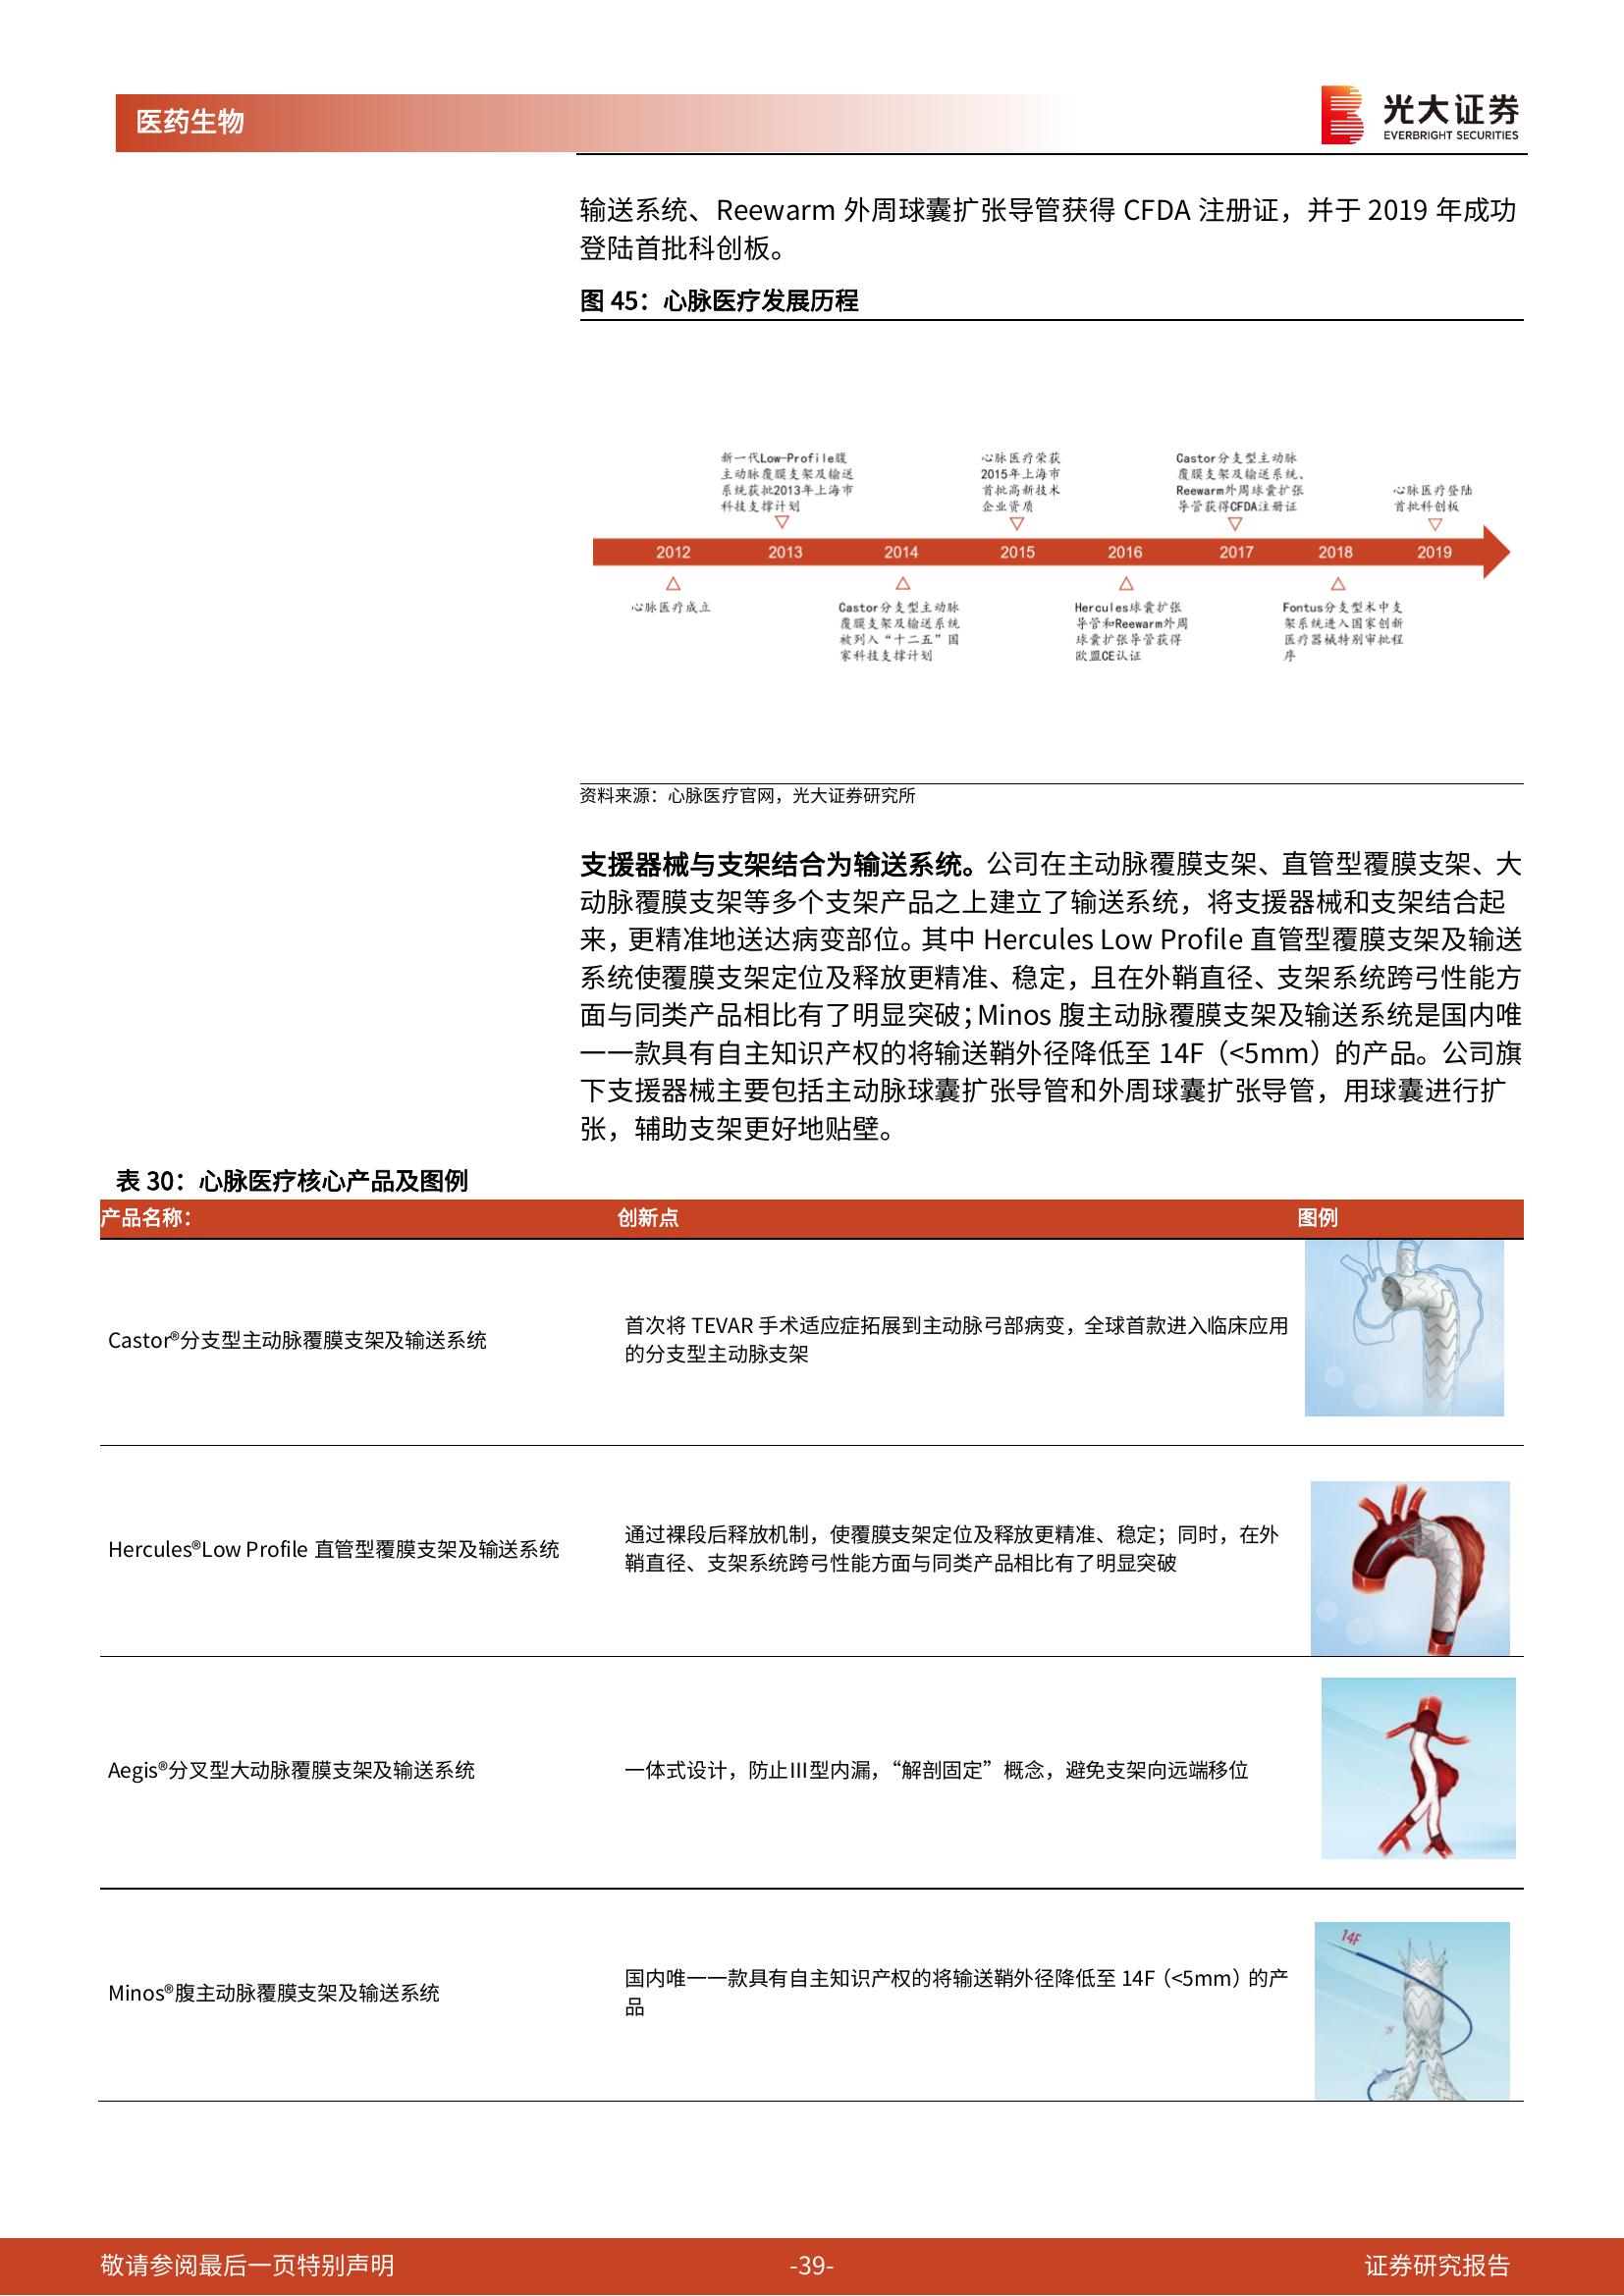 医药生物
光大证券
EVERBRIGHT SECURITIES
输送系统、Reewarm 外周球囊扩张导管获得 CFDA 注册证，并于 2019 年成功
登陆首批科创板。
图 45：心脉医疗发展历程
新一代Low-Profile腹
主动脉覆膜支架及输送
系统获批2013年上海市
科技支撑计划
心脉医疗荣获
2015年上海市
首批高新技术
企业资质
Castor分支型主动脉
覆膜支架及输送系统、
Reewarm外周球囊扩张
导管获得CFDA注册证
心脉医疗登陆
首批科创板
2012 2013 2014 2015 2016 2017 2018 2019
心脉医疗成立
Castor分支型主动脉
覆膜支架及输送系统
被列入“十二五”国
家科技支撑计划
Hercules球囊扩张
导管和Reewarm外周
球囊扩张导管获得
欧盟CE认证
Fontus分支型术中支
架系统进入国家创新
医疗器械特别审批程
序
资料来源：心脉医疗官网，光大证券研究所
支援器械与支架结合为输送系统。公司在主动脉覆膜支架、直管型覆膜支架、大
动脉覆膜支架等多个支架产品之上建立了输送系统，将支援器械和支架结合起
来，更精准地送达病变部位。其中 Hercules Low Profile 直管型覆膜支架及输送
系统使覆膜支架定位及释放更精准、稳定，且在外鞘直径、支架系统跨弓性能方
面与同类产品相比有了明显突破；Minos 腹主动脉覆膜支架及输送系统是国内唯
一一款具有自主知识产权的将输送鞘外径降低至 14F（<5mm）的产品。公司旗
下支援器械主要包括主动脉球囊扩张导管和外周球囊扩张导管，用球囊进行扩
张，辅助支架更好地贴壁。
表 30：心脉医疗核心产品及图例
产品名称： 创新点 图例
Castor®分支型主动脉覆膜支架及输送系统
首次将 TEVAR 手术适应症拓展到主动脉弓部病变，全球首款进入临床应用
的分支型主动脉支架
Hercules®Low Profile 直管型覆膜支架及输送系统
通过裸段后释放机制，使覆膜支架定位及释放更精准、稳定；同时，在外
鞘直径、支架系统跨弓性能方面与同类产品相比有了明显突破
Aegis®分叉型大动脉覆膜支架及输送系统
一体式设计，防止III型内漏，“解剖固定”概念，避免支架向远端移位
Minos®腹主动脉覆膜支架及输送系统
国内唯一一款具有自主知识产权的将输送鞘外径降低至 14F（<5mm）的产
品
14F
敬请参阅最后一页特别声明 -39- 证券研究报告